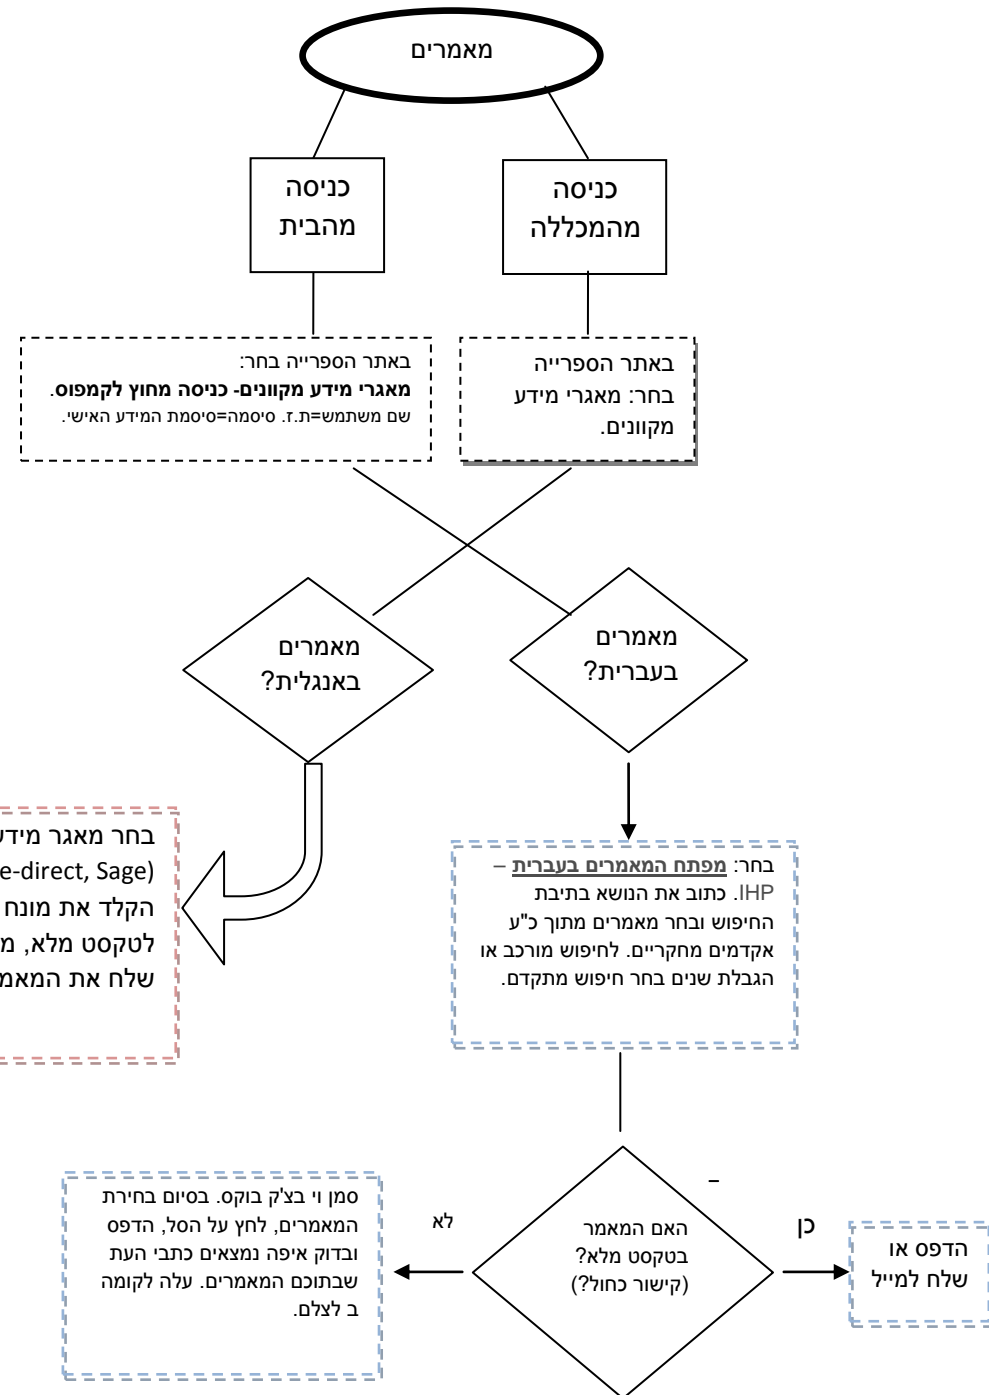 מאמרים
כניסה
מהמכללה
כניסה
מהבית
באתר הספרייה
בחר: מאגרי מידע
מקוונים.
באתר הספרייה בחר:
מאגרי מידע מקוונים- כניסה מחוץ לקמפוס.
שם משתמש=ת.ז. סיסמה=סיסמת המידע האישי.
מאמרים
בעברית?
מאמרים
באנגלית?
בחר: מפתח המאמרים בעברית –
IHP. כתוב את הנושא בתיבת
החיפוש ובחר מאמרים מתוך כ"ע
אקדמים מחקריים. לחיפוש מורכב או
הגבלת שנים בחר חיפוש מתקדם.
בחר מאגר מידע
e-direct, Sage)
הקלד את מונח
לטקסט מלא,
שלח את
–
האם המאמר
בטקסט מלא?
(קישור כחול?)
כן
הדפס או
שלח למייל
לא
סמן וי בצ'ק בוקס. בסיום בחירת
המאמרים, לחץ על הסל, הדפס
ובדוק איפה נמצאים כתבי העת
שבתוכם המאמרים. עלה לקומה
ב לצלם.